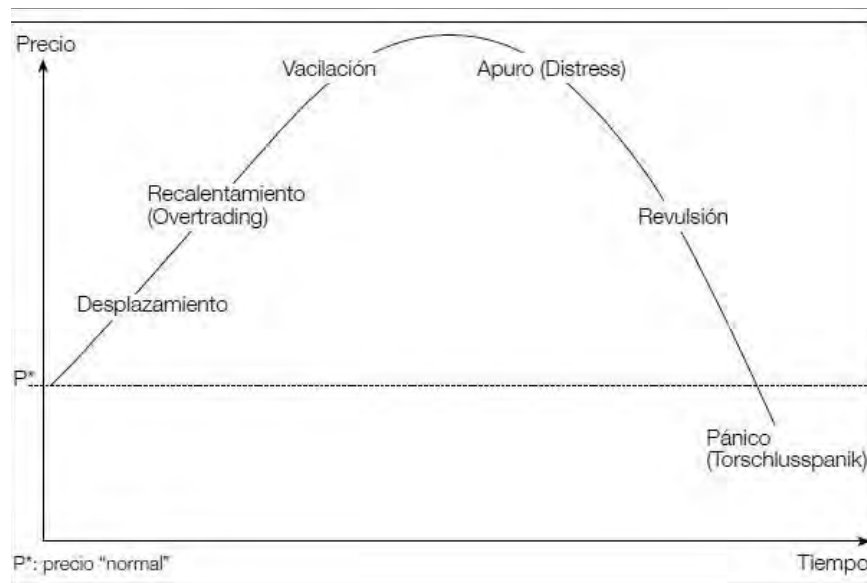 Precio
Vacilación
Apuro (Distress)
Recalentamiento
(Overtrading)
Revulsión
Desplazamiento
P*
Pánico
(Torschlusspanik)
P*: precio “normal”
Tiempo